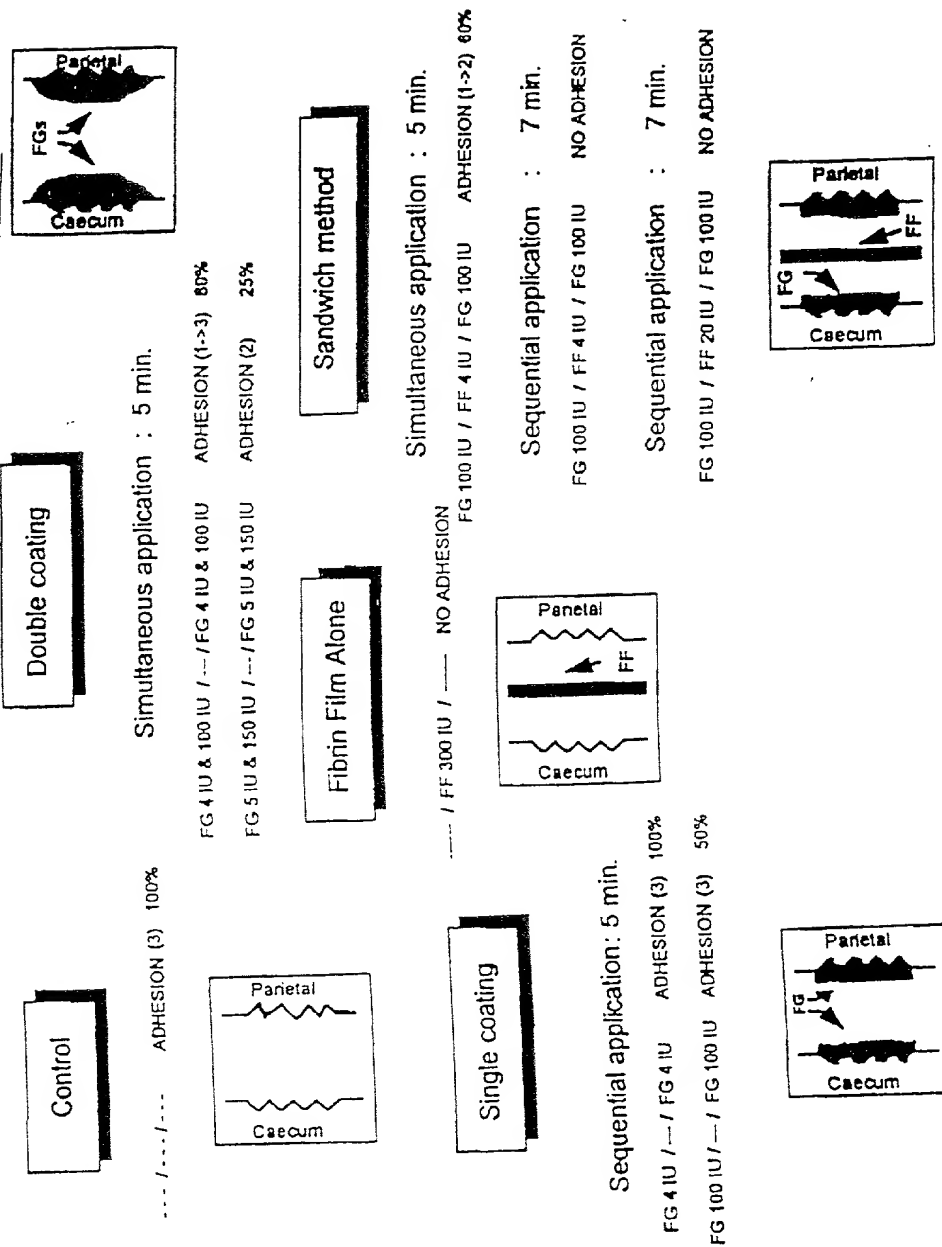 Control
---- / --- / --- ADHESION (3) 100%
Parietal
Caecum
Single coating
Sequential application: 5 min.
FG 4 IU / --- / FG 4 IU ADHESION (3) 100%
FG 100 IU / --- / FG 100 IU ADHESION (3) 50%
Parietal
FG
Caecum
Double coating
Simultaneous application : 5 min.
FG 4 IU & 100 IU / --- / FG 4 IU & 100 IU ADHESION (1->3) 80%
FG 5 IU & 150 IU / --- / FG 5 IU & 150 IU ADHESION (2) 25%
Parietal
FGs
Caecum
Fibrin Film Alone
----- / FF 300 IU / ----- NO ADHESION
Parietal
FF
Caecum
Sandwich method
Simultaneous application : 5 min.
FG 100 IU / FF 4 IU / FG 100 IU ADHESION (1->2) 60%
Sequential application : 7 min.
FG 100 IU / FF 4 IU / FG 100 IU NO ADHESION
Sequential application : 7 min.
FG 100 IU / FF 20 IU / FG 100 IU NO ADHESION
Parietal
FG
FF
Caecum